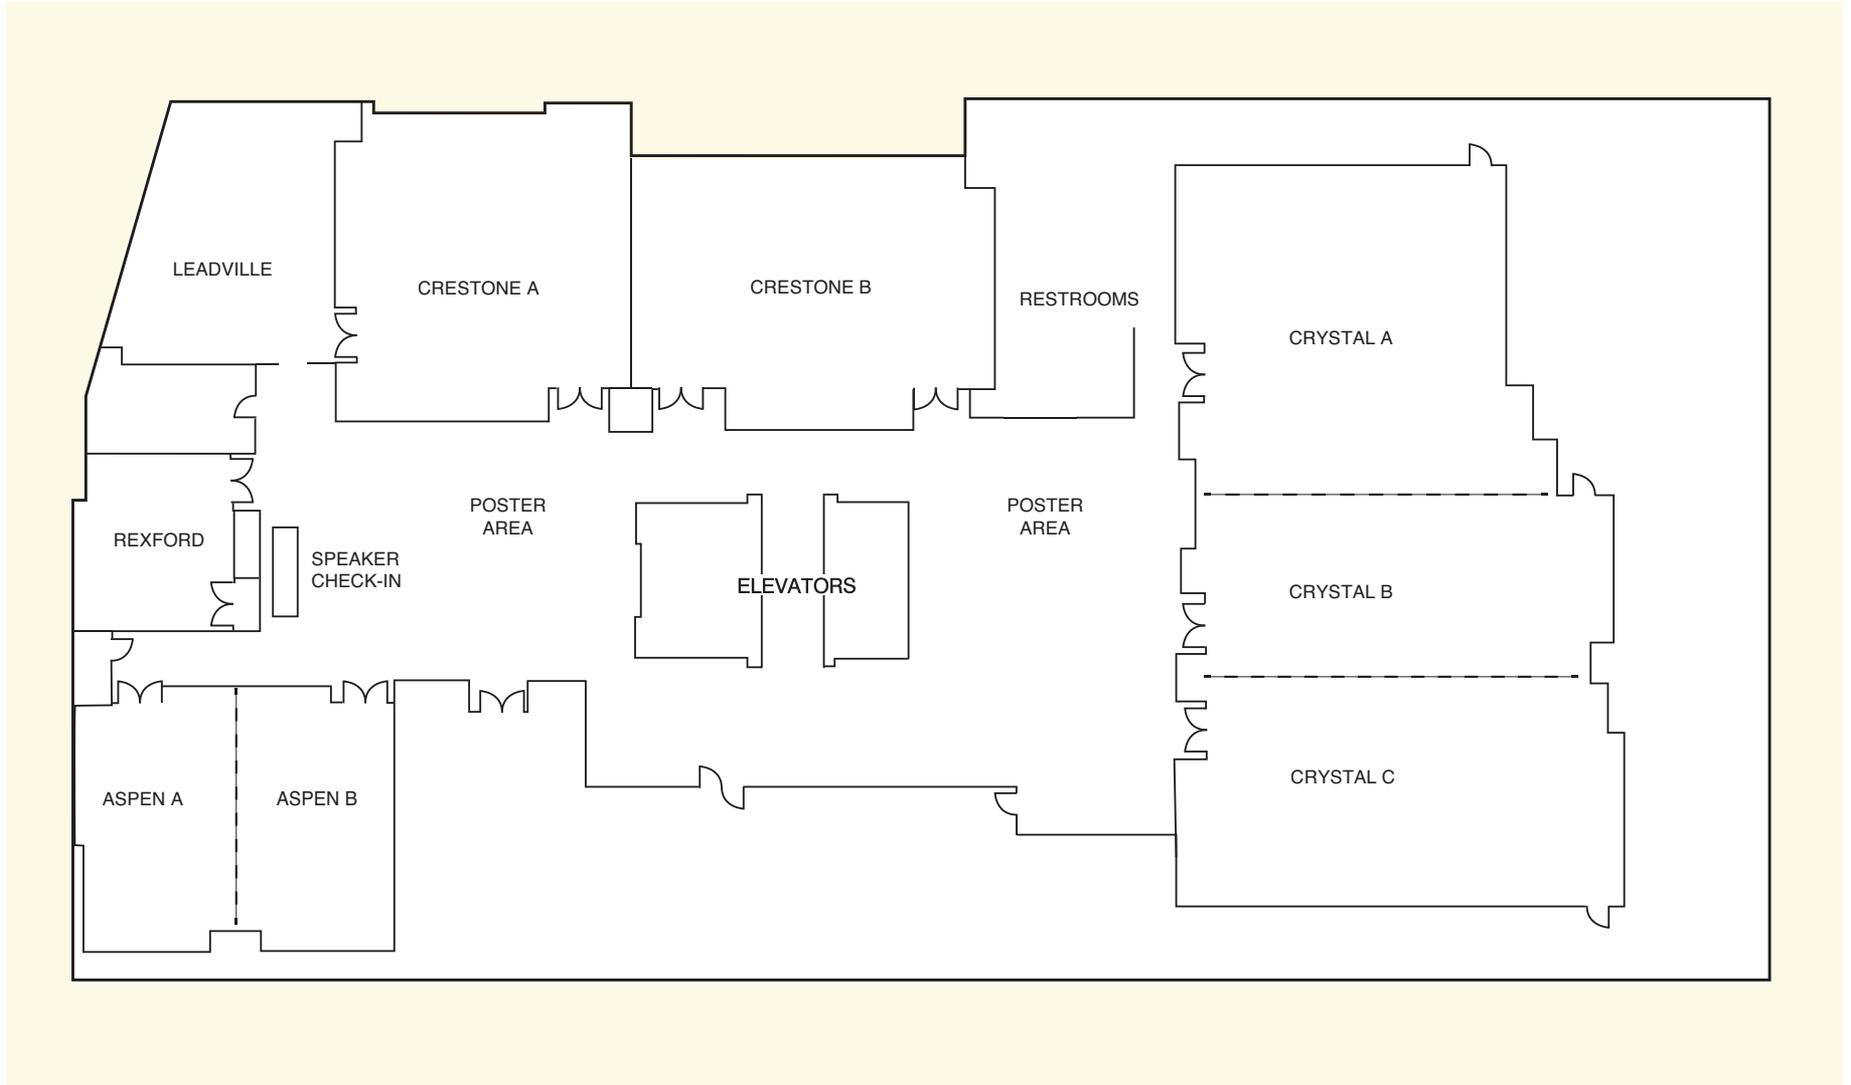 LEADVILLE
CRESTONE A
CRESTONE B
RESTROOMS
CRYSTAL A
POSTER
AREA
POSTER
AREA
REXFORD
SPEAKER
CHECK-IN
ELEVATORS
CRYSTAL B
ASPEN A
ASPEN B
CRYSTAL C